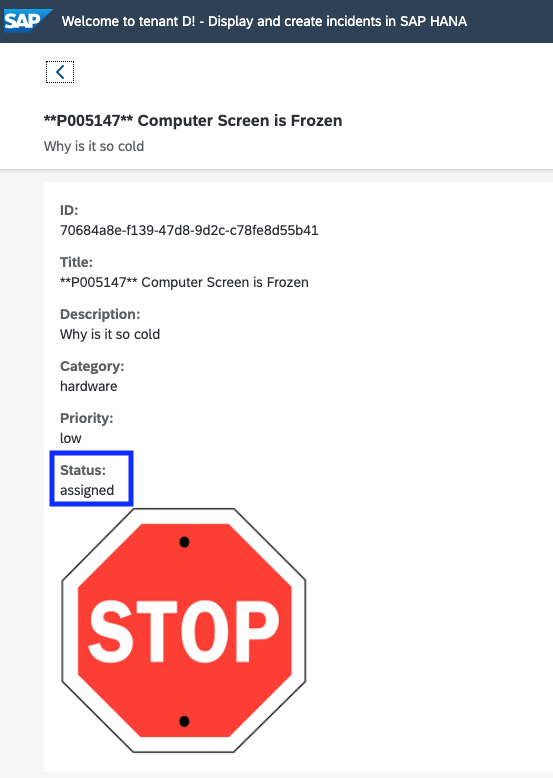 SAP Welcome to tenant D! - Display and create incidents in SAP HANA
**P005147** Computer Screen is Frozen
Why is it so cold
ID:
70684a8e-f139-47d8-9d2c-c78fe8d55b41
Title:
**P005147** Computer Screen is Frozen
Description:
Why is it so cold
Category:
hardware
Priority:
low
Status:
assigned
STOP